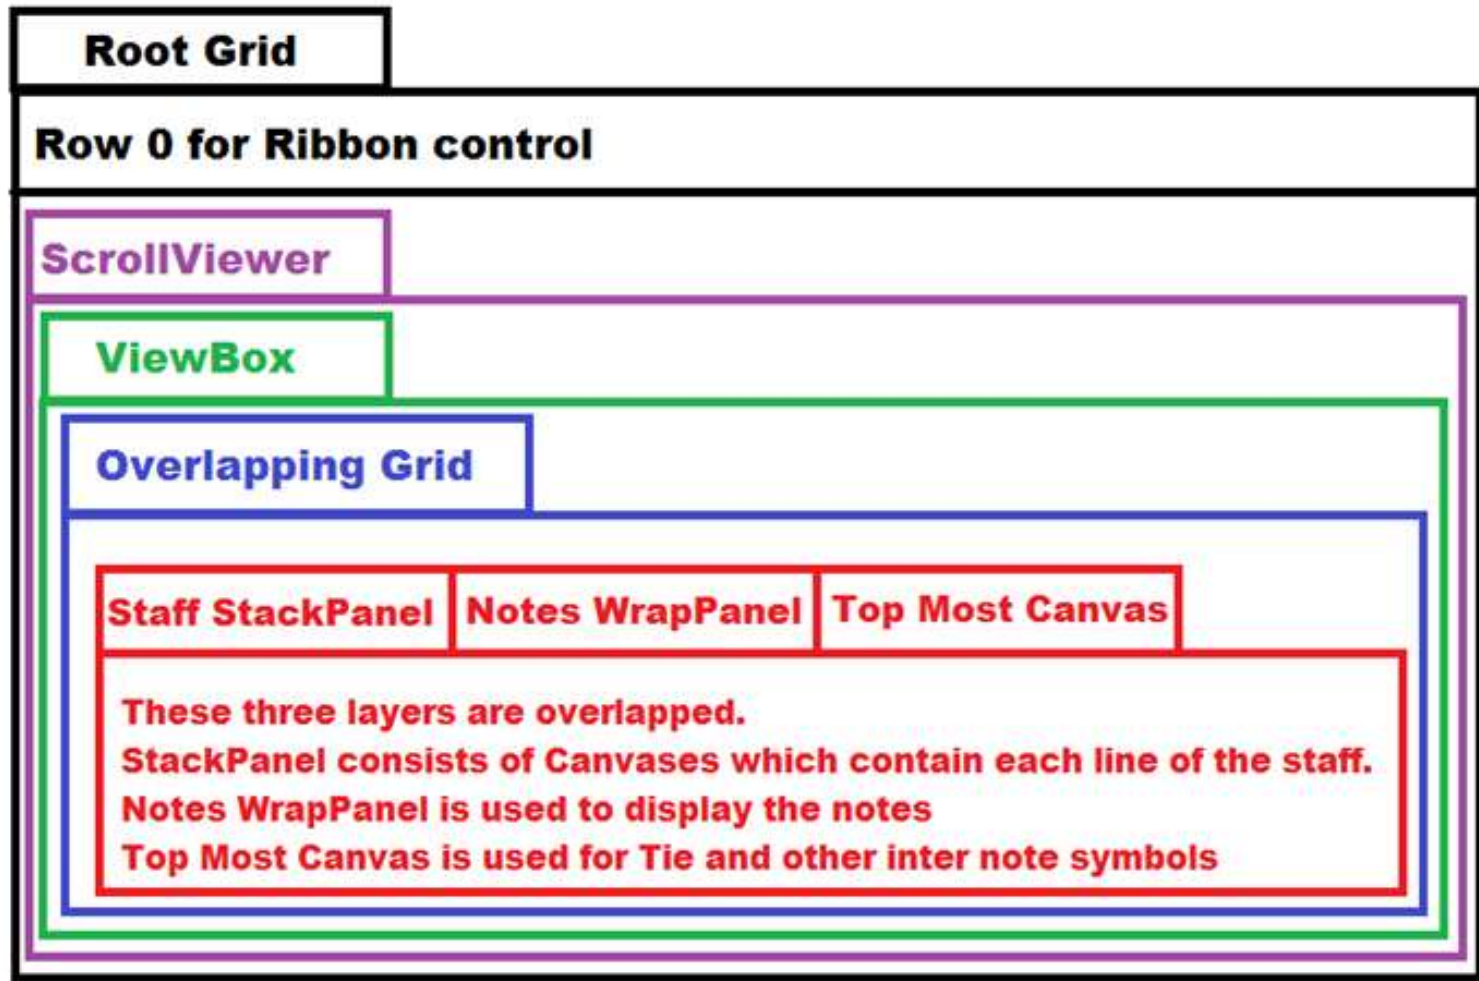 Root Grid
Row 0 for Ribbon control
ScrollViewer
ViewBox
Overlapping Grid
Staff StackPanel
Notes WrapPanel
Top Most Canvas
These three layers are overlapped.
StackPanel consists of Canvases which contain each line of the staff.
Notes WrapPanel is used to display the notes
Top Most Canvas is used for Tie and other inter note symbols